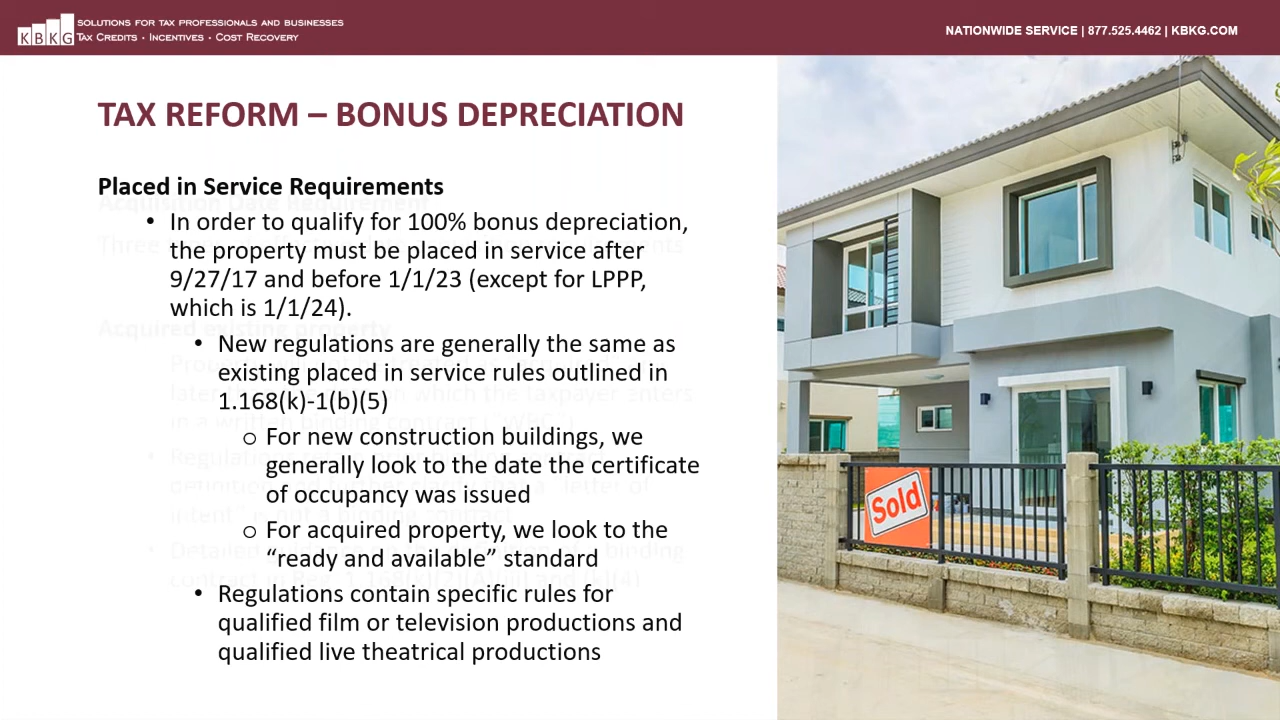 KBKG
SOLUTIONS FOR TAX PROFESSIONALS AND BUSINESSES
TAX CREDITS • INCENTIVES • COST RECOVERY
NATIONWIDE SERVICE | 877.525.4462 | KBKG.COM
TAX REFORM – BONUS DEPRECIATION
Placed in Service Requirements
Acquisition Date Requirement
• In order to qualify for 100% bonus depreciation,
the property must be placed in service after
9/27/17 and before 1/1/23 (except for LPPP,
which is 1/1/24).
Acquired existing property
• New regulations are generally the same as
existing placed in service rules outlined in
1.168(k)-1(b)(5)
o For new construction buildings, we
generally look to the date the certificate
of occupancy was issued
o For acquired property, we look to the
“ready and available” standard
• Regulations contain specific rules for
qualified film or television productions and
qualified live theatrical productions
Sold